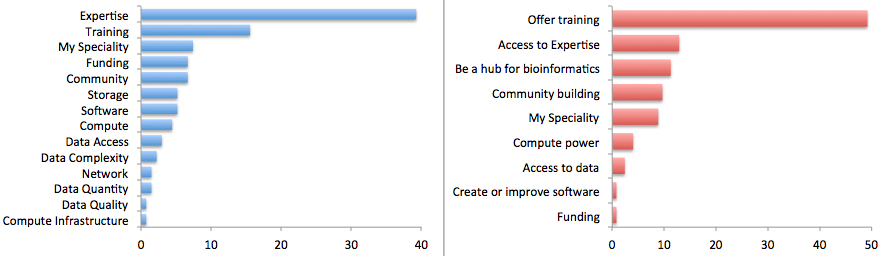 Expertise
Training
My Speciality
Funding
Community
Storage
Software
Compute
Data Access
Data Complexity
Network
Data Quantity
Data Quality
Compute Infrastructure
0 10 20 30 40
Offer training
Access to Expertise
Be a hub for bioinformatics
Community building
My Speciality
Compute power
Access to data
Create or improve software
Funding
0 10 20 30 40 50